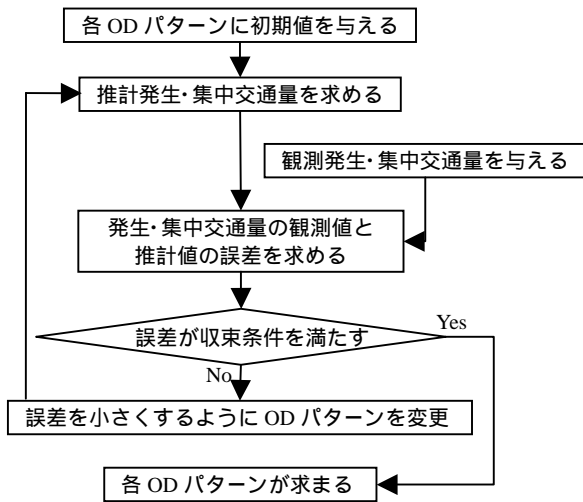 各 OD パターンに初期値を与える
推計発生・集中交通量を求める
観測発生・集中交通量を与える
発生・集中交通量の観測値と
推計値の誤差を求める
誤差が収束条件を満たす
Yes
No
誤差を小さくするように OD パターンを変更
各 OD パターンが求まる